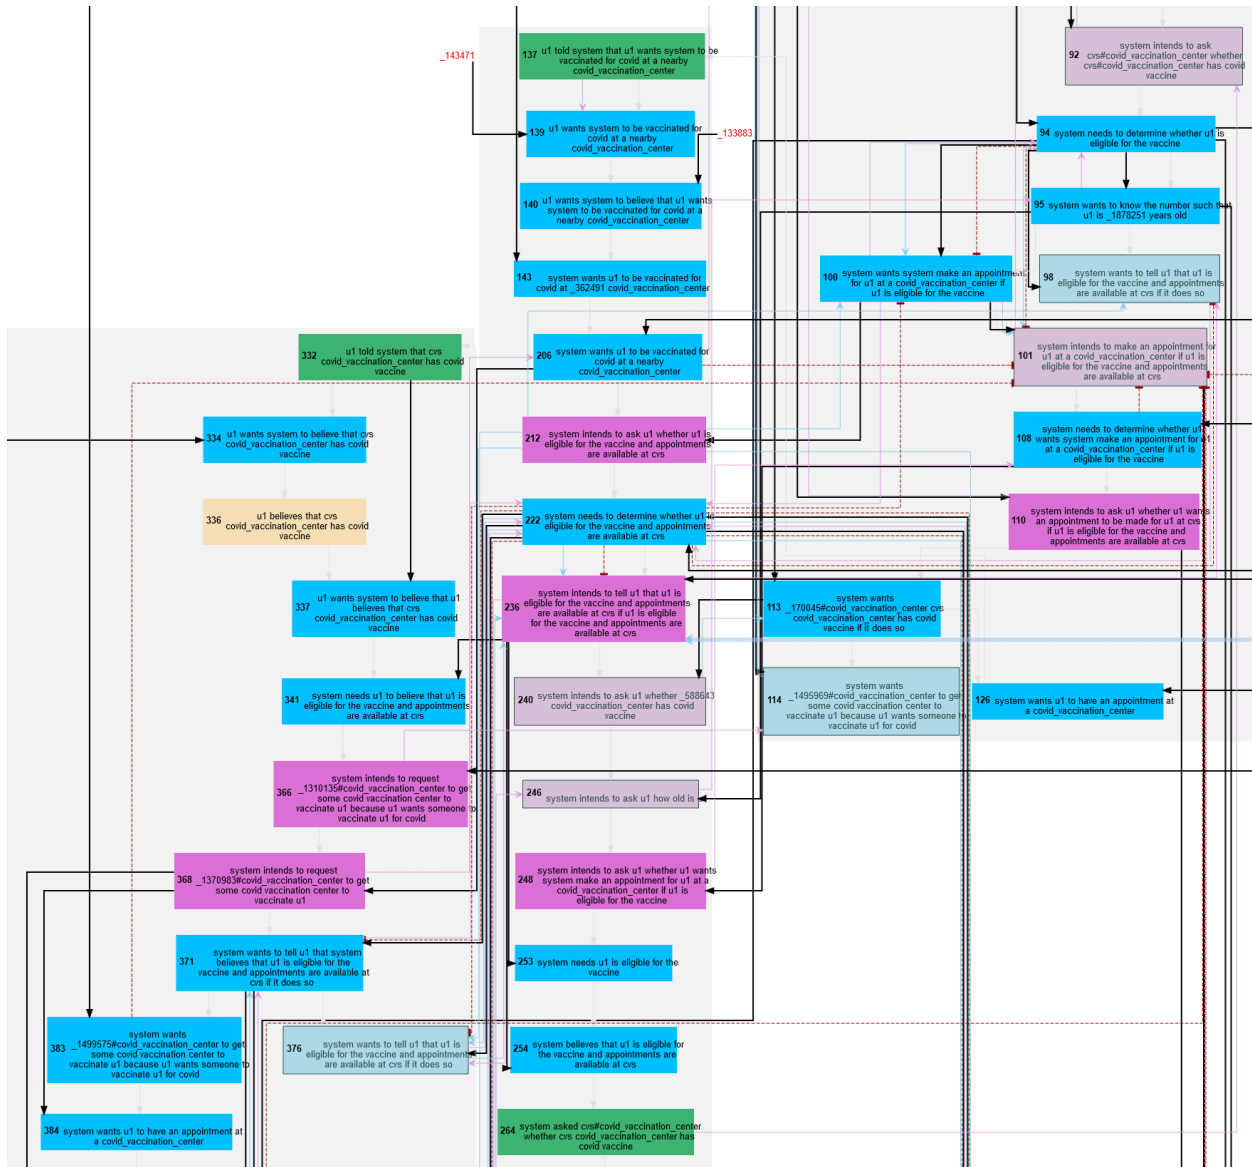 _143471
137 u1 told system that u1 wants system to be
vaccinated for covid at a nearby
covid_vaccination_center
139 u1 wants system to be vaccinated for
covid at a nearby
covid_vaccination_center
_133883
140 u1 wants system to believe that u1 wants
system to be vaccinated for covid at a
nearby covid_vaccination_center
143 system wants u1 to be vaccinated for
covid at _362491 covid_vaccination_center
206 system wants u1 to be vaccinated for
covid at a nearby
covid_vaccination_center
212 system intends to ask u1 whether u1 is
eligible for the vaccine and appointments
are available at cvs
222 system needs to determine whether u1 is
eligible for the vaccine and appointments
are available at cvs
236 system intends to tell u1 that u1 is
eligible for the vaccine and appointments
are available at cvs if u1 is eligible
for the vaccine and appointments are
available at cvs
240 system intends to ask u1 whether _588643
covid_vaccination_center has covid
vaccine
246 system intends to ask u1 how old is
248 system intends to ask u1 whether u1 wants
system make an appointment for u1 at a
covid_vaccination_center if u1 is
eligible for the vaccine
253 system needs u1 is eligible for the
vaccine
254 system believes that u1 is eligible for
the vaccine and appointments are
available at cvs
264 system asked cvs#covid_vaccination_center
whether cvs covid_vaccination_center has
covid vaccine
332 u1 told system that cvs
covid_vaccination_center has covid
vaccine
334 u1 wants system to believe that cvs
covid_vaccination_center has covid
vaccine
336 u1 believes that cvs
covid_vaccination_center has covid
vaccine
337 u1 wants system to believe that u1
believes that cvs
covid_vaccination_center has covid
vaccine
341 system needs u1 to believe that u1 is
eligible for the vaccine and appointments
are available at cvs
366 system intends to request
_1310135#covid_vaccination_center to get
some covid vaccination center to
vaccinate u1 because u1 wants someone to
vaccinate u1 for covid
368 system intends to request
_1370983#covid_vaccination_center to get
some covid vaccination center to
vaccinate u1
371 system wants to tell u1 that system
believes that u1 is eligible for the
vaccine and appointments are available at
cvs if it does so
376 system wants to tell u1 that u1 is
eligible for the vaccine and appointments
are available at cvs if it does so
383 system wants
_1499575#covid_vaccination_center to get
some covid vaccination center to
vaccinate u1 because u1 wants someone to
vaccinate u1 for covid
384 system wants u1 to have an appointment at
a covid_vaccination_center
92 system intends to ask
cvs#covid_vaccination_center whether
cvs#covid_vaccination_center has covid
vaccine
94 system needs to determine whether u1 is
eligible for the vaccine
95 system wants to know the number such that
u1 is _1878251 years old
98 system wants to tell u1 that u1 is
eligible for the vaccine and appointments
are available at cvs if it does so
100 system wants system make an appointment
for u1 at a covid_vaccination_center if
u1 is eligible for the vaccine
101 system intends to make an appointment for
u1 at a covid_vaccination_center if u1 is
eligible for the vaccine and appointments
are available at cvs
108 system needs to determine whether u1
wants system make an appointment for u1
at a covid_vaccination_center if u1 is
eligible for the vaccine
110 system intends to ask u1 whether u1 wants
an appointment to be made for u1 at cvs
if u1 is eligible for the vaccine and
appointments are available at cvs
113 system wants
_170045#covid_vaccination_center cvs
covid_vaccination_center has covid
vaccine if it does so
114 system wants
_1495969#covid_vaccination_center to get
some covid vaccination center to
vaccinate u1 because u1 wants someone to
vaccinate u1 for covid
126 system wants u1 to have an appointment at
a covid_vaccination_center